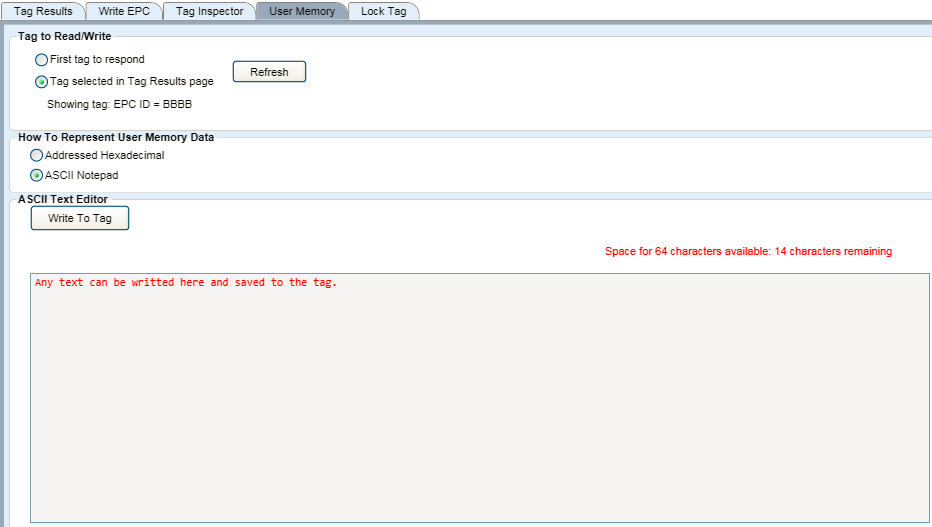 Tag Results Write EPC Tag Inspector User Memory Lock Tag
Tag to Read/Write
First tag to respond
Refresh
Tag selected in Tag Results page
Showing tag: EPC ID = BBBB
How To Represent User Memory Data
Addressed Hexadecimal
ASCII Notepad
ASCII Text Editor
Write To Tag
Space for 64 characters available: 14 characters remaining
Any text can be writted here and saved to the tag.